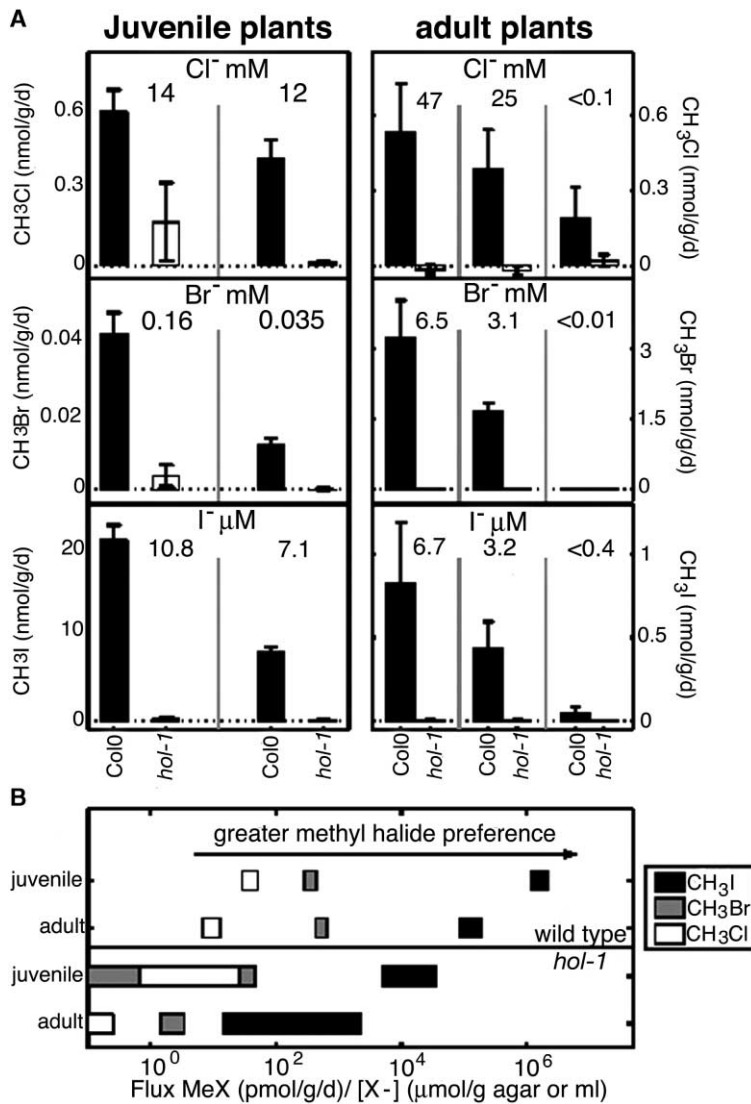 A
Juvenile plants
adult plants
Cl⁻ mM
14
12
CH3Cl (nmol/g/d)
0.6
0.3
0
Cl⁻ mM
47
25
<0.1
0.6
0.3
0
CH₃Cl (nmol/g/d)
Br⁻ mM
0.16
0.035
CH3Br (nmol/g/d)
0.04
0.02
0
Br⁻ mM
6.5
3.1
<0.01
3
1.5
0
CH₃Br (nmol/g/d)
I⁻ μM
10.8
7.1
CH3I (nmol/g/d)
20
10
0
I⁻ μM
6.7
3.2
<0.4
1
0.5
0
CH₃I (nmol/g/d)
Col0 hol-1 Col0 hol-1
Col0 hol-1 Col0 hol-1 Col0 hol-1
B
greater methyl halide preference
juvenile
adult
wild type
hol-1
juvenile
adult
10⁰ 10² 10⁴ 10⁶
Flux MeX (pmol/g/d)/ [X-] (μmol/g agar or ml)
CH₃I
CH₃Br
CH₃Cl